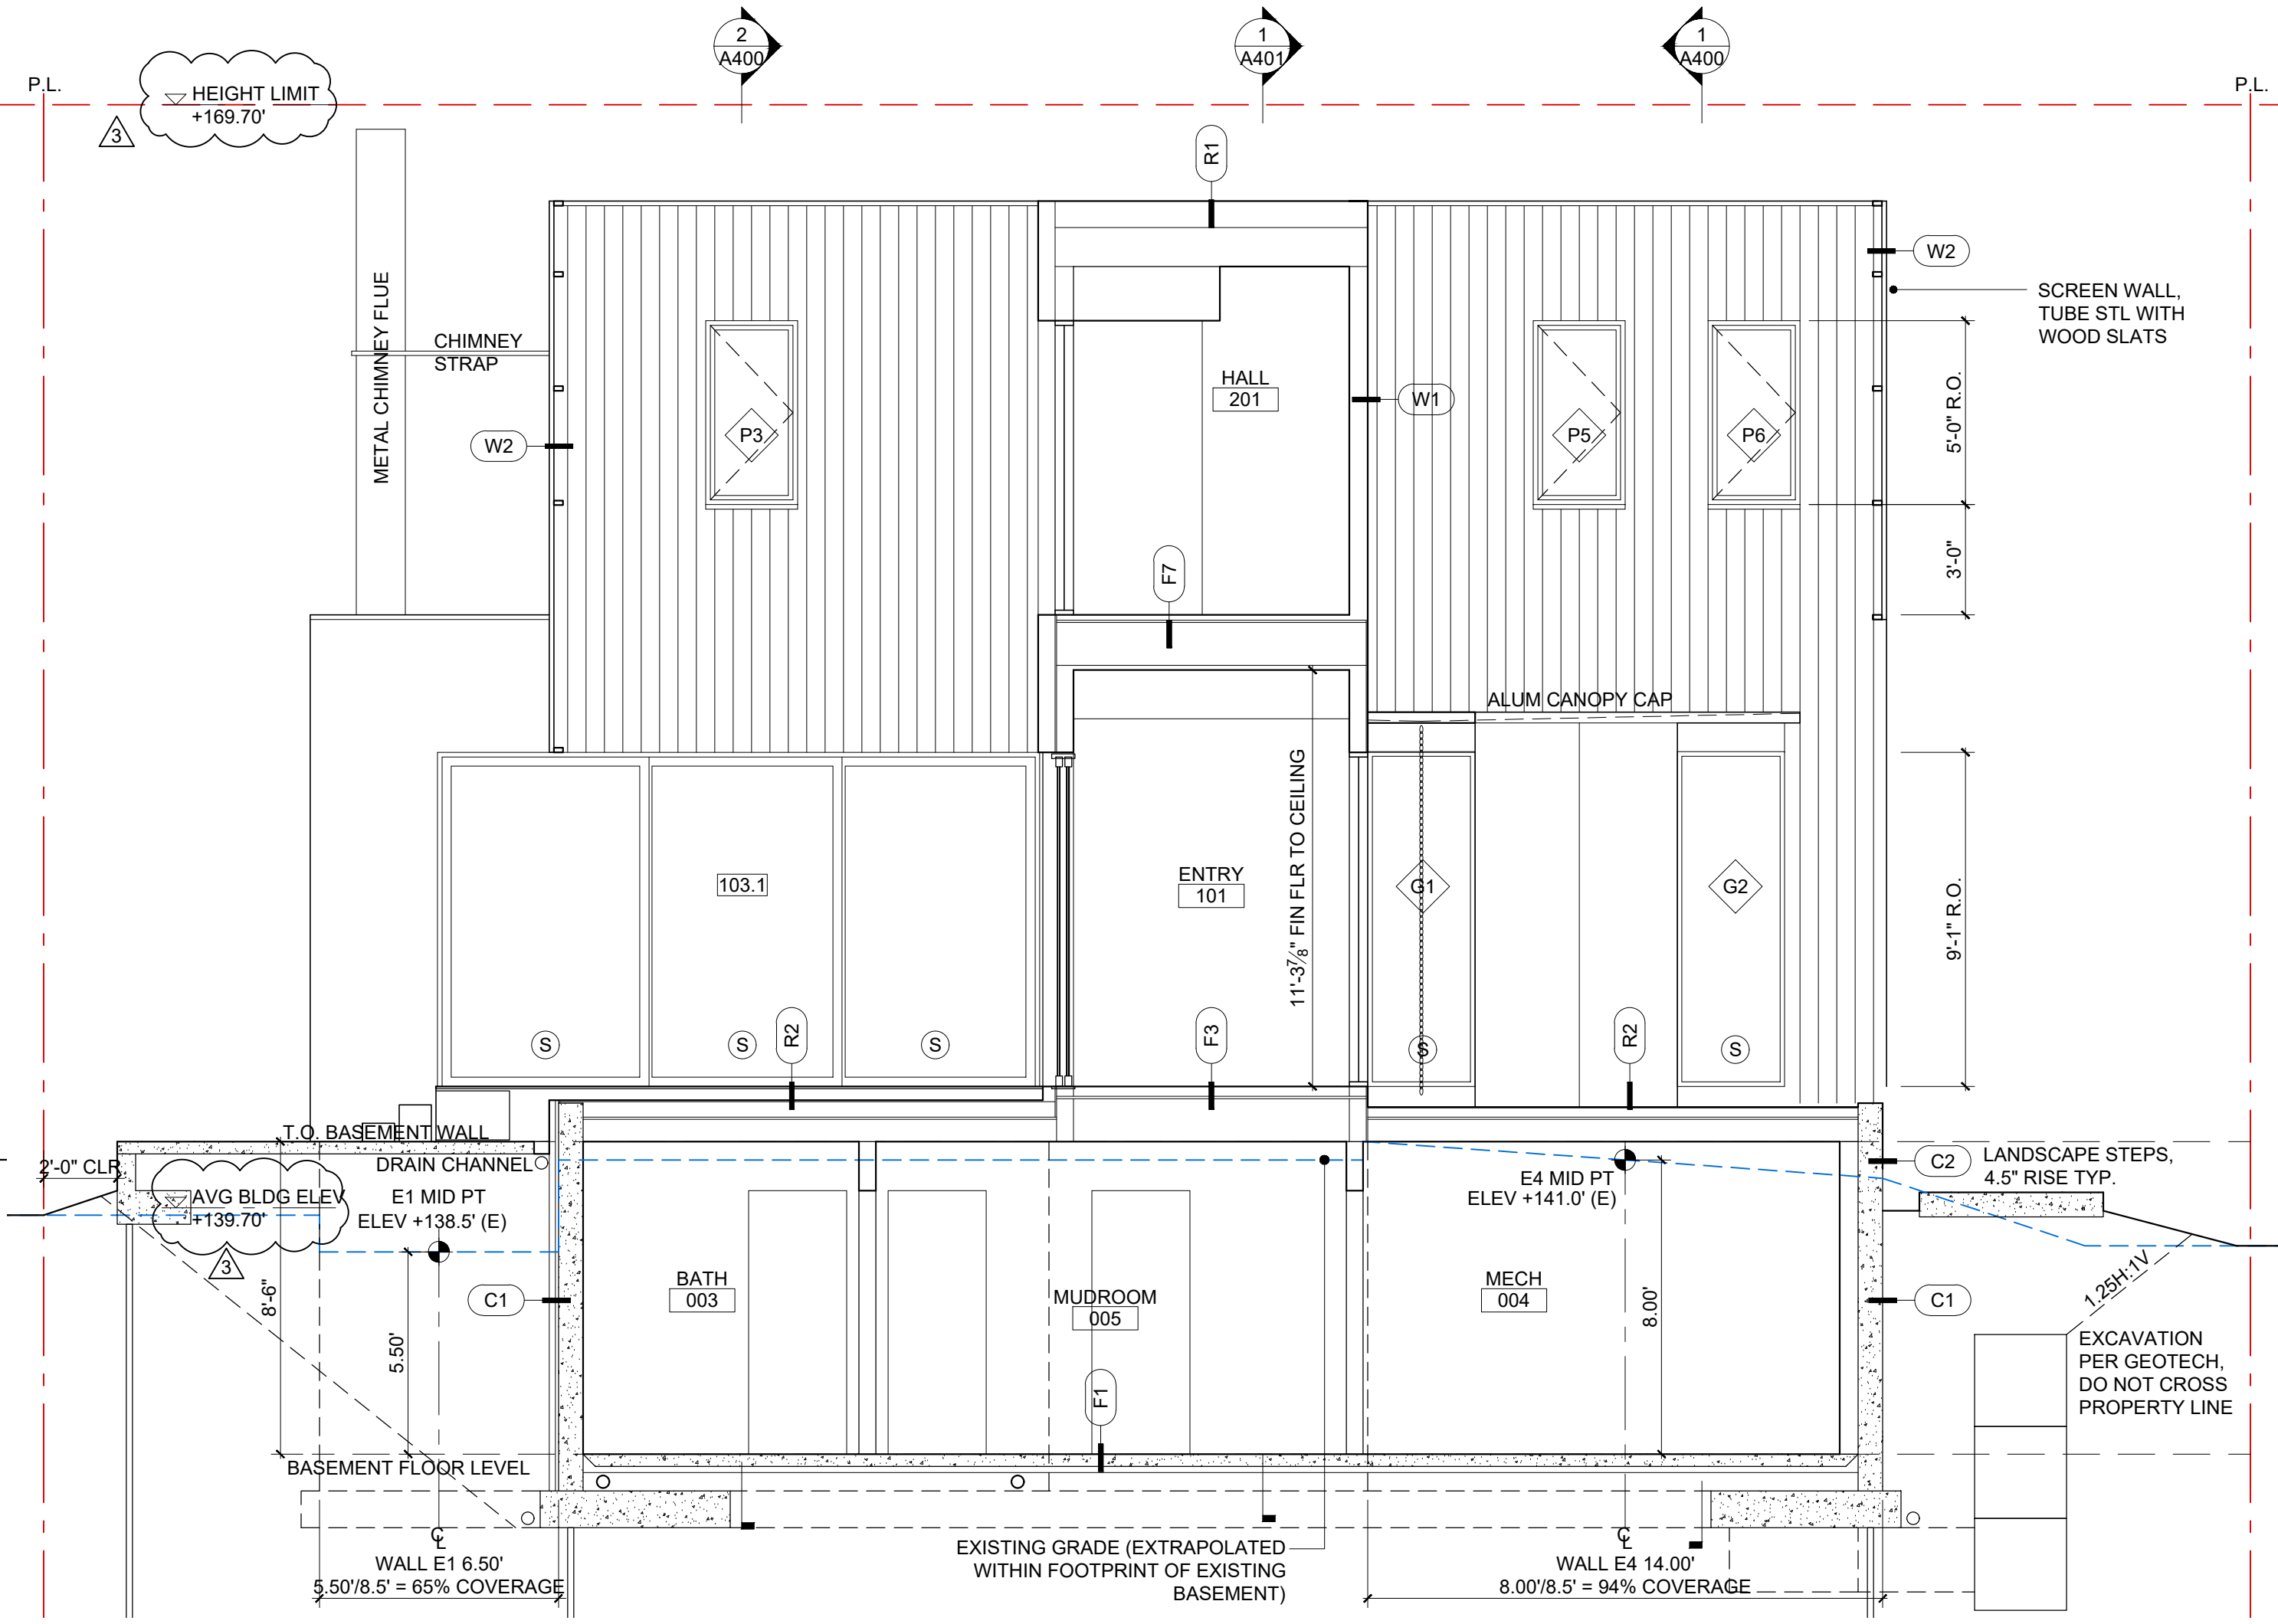 2
A400
1
A401
1
A400
P.L.
P.L.
HEIGHT LIMIT
+169.70'
3
R1
METAL CHIMNEY FLUE
CHIMNEY
STRAP
W2
W2
SCREEN WALL,
TUBE STL WITH
WOOD SLATS
HALL
201
W1
P3
P5
P6
5'-0" R.O.
3'-0"
F7
ALUM CANOPY CAP
11'-3⅞" FIN FLR TO CEILING
9'-1" R.O.
103.1
ENTRY
101
G1
G2
S
S
S
S
S
R2
F3
R2
T.O. BASEMENT WALL
DRAIN CHANNEL
2'-0" CLR
AVG BLDG ELEV
+139.70'
3
E1 MID PT
ELEV +138.5' (E)
E4 MID PT
ELEV +141.0' (E)
C2
LANDSCAPE STEPS,
4.5" RISE TYP.
8'-6"
5.50'
C1
BATH
003
MUDROOM
005
MECH
004
8.00'
C1
1.25H:1V
EXCAVATION
PER GEOTECH,
DO NOT CROSS
PROPERTY LINE
F1
BASEMENT FLOOR LEVEL
CL
WALL E1 6.50'
5.50'/8.5' = 65% COVERAGE
EXISTING GRADE (EXTRAPOLATED
WITHIN FOOTPRINT OF EXISTING
BASEMENT)
CL
WALL E4 14.00'
8.00'/8.5' = 94% COVERAGE